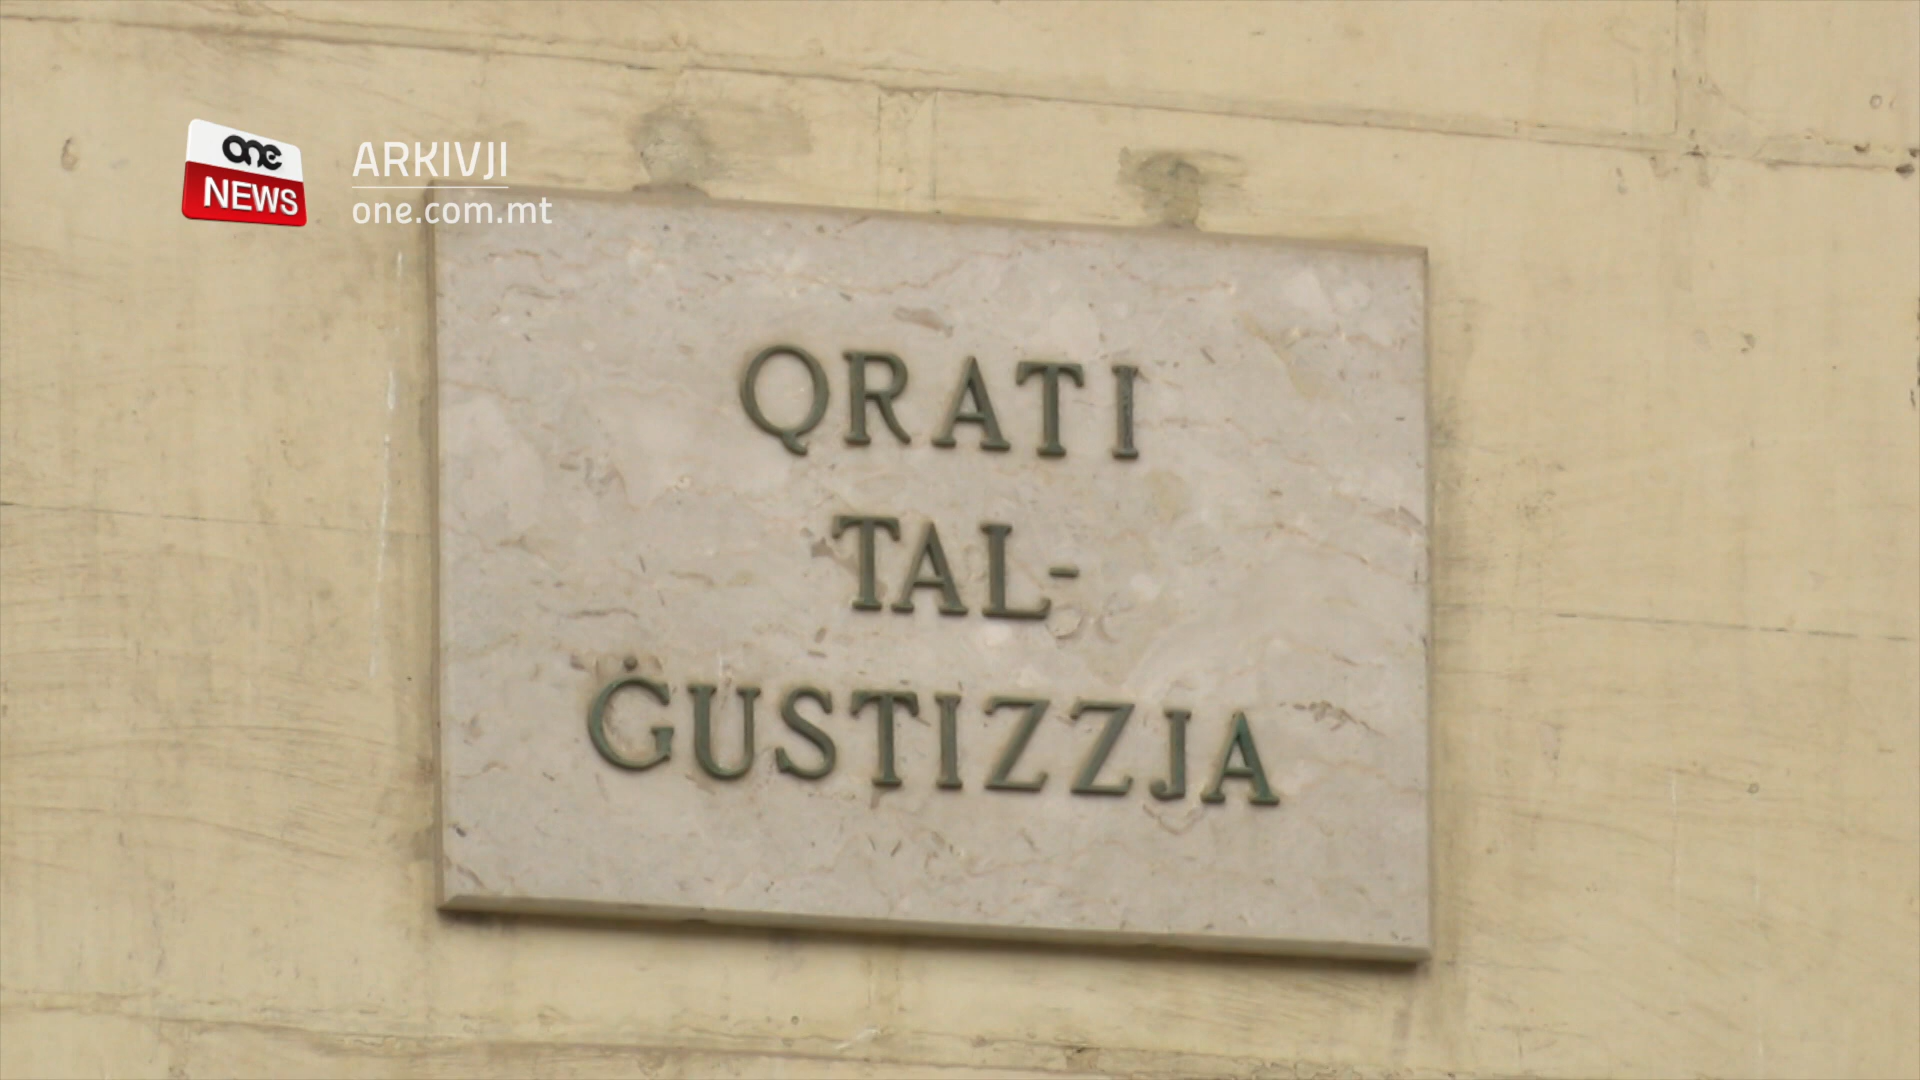 one
NEWS
ARKIVJI
one.com.mt
QRATI
TAL-
ĠUSTIZZJA